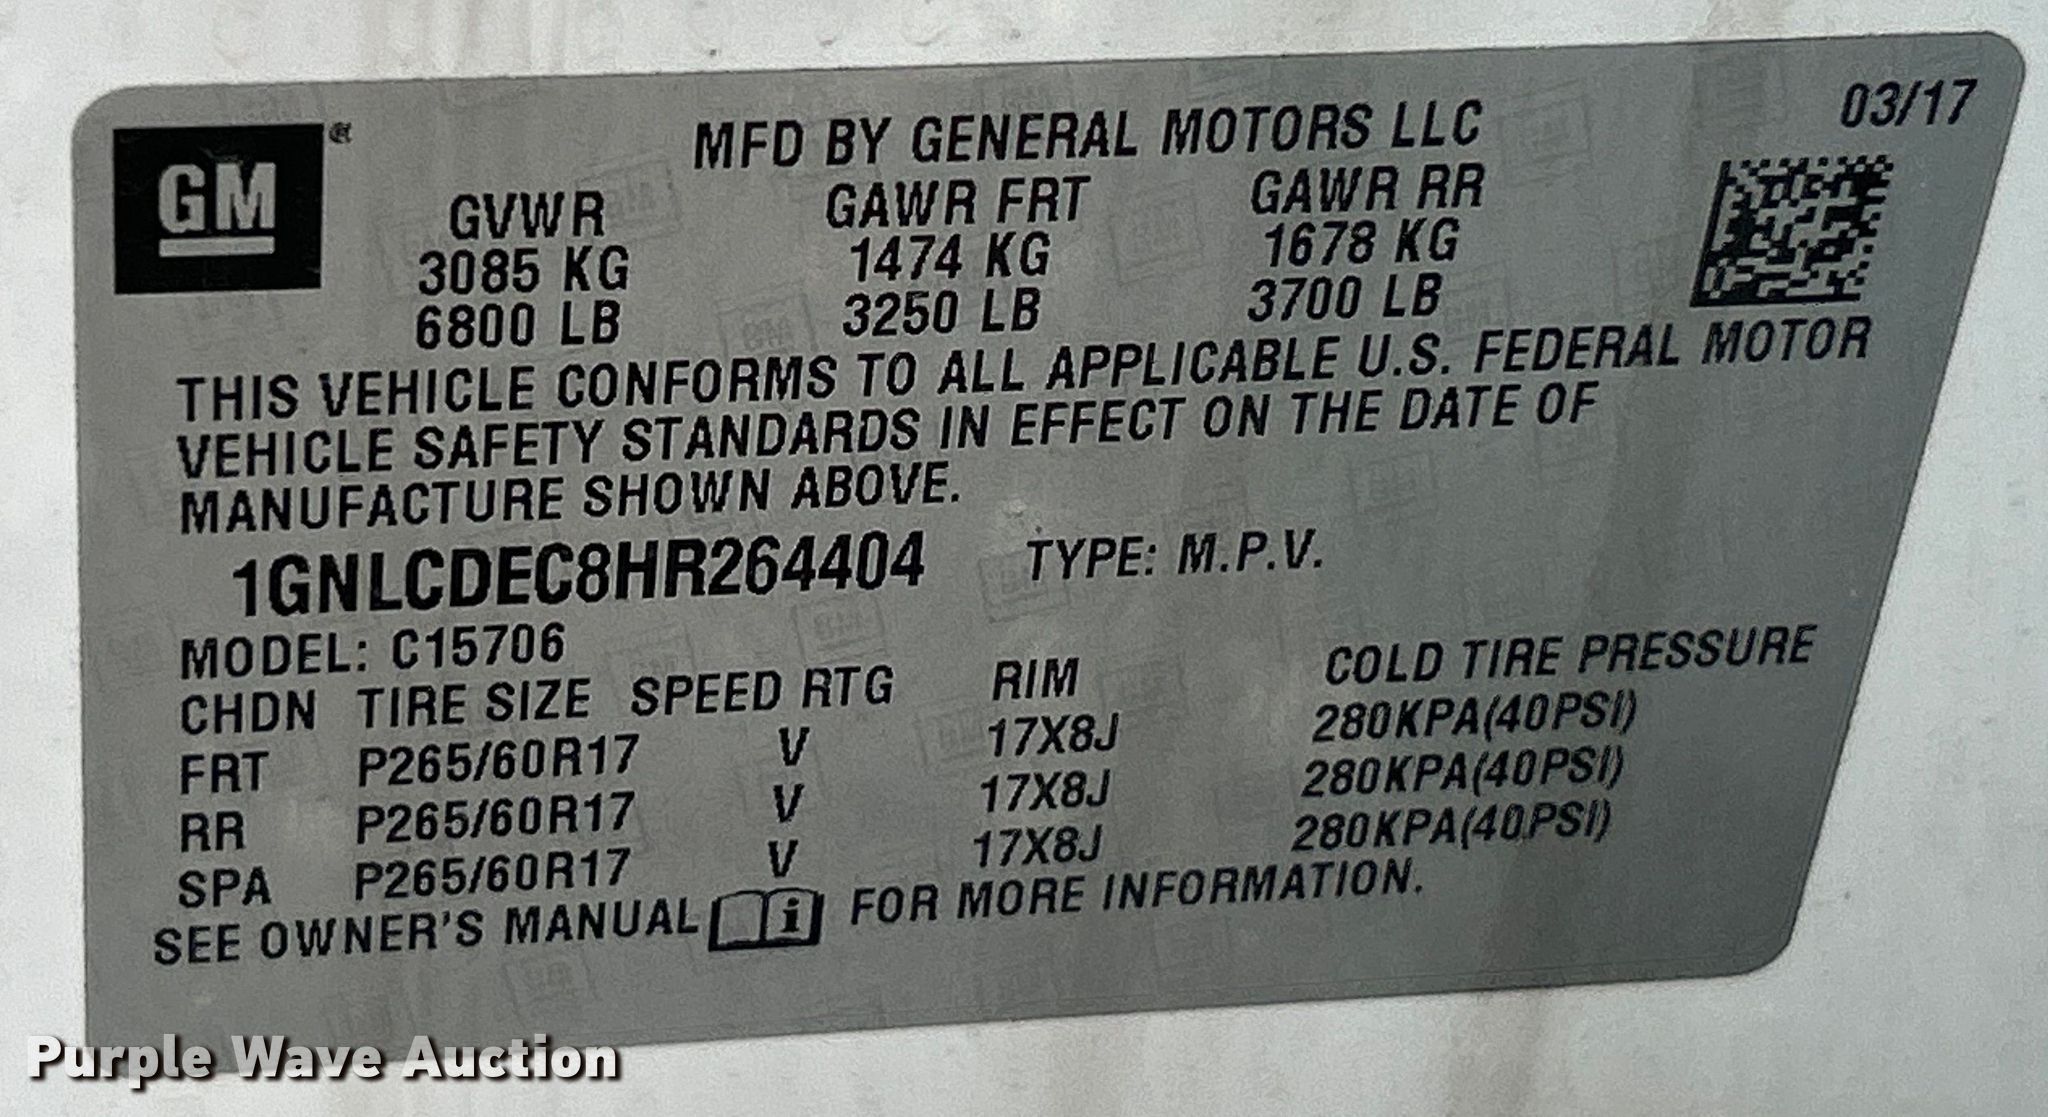 GM®
MFD BY GENERAL MOTORS LLC
03/17
GVWR GAWR FRT GAWR RR
3085 KG 1474 KG 1678 KG
6800 LB 3250 LB 3700 LB
THIS VEHICLE CONFORMS TO ALL APPLICABLE U.S. FEDERAL MOTOR
VEHICLE SAFETY STANDARDS IN EFFECT ON THE DATE OF
MANUFACTURE SHOWN ABOVE.
1GNLCDEC8HR264404 TYPE: M.P.V.
MODEL: C15706
CHDN TIRE SIZE SPEED RTG RIM COLD TIRE PRESSURE
FRT P265/60R17 V 17X8J 280KPA(40PSI)
RR P265/60R17 V 17X8J 280KPA(40PSI)
SPA P265/60R17 V 17X8J 280KPA(40PSI)
SEE OWNER'S MANUAL i FOR MORE INFORMATION.
Purple Wave Auction